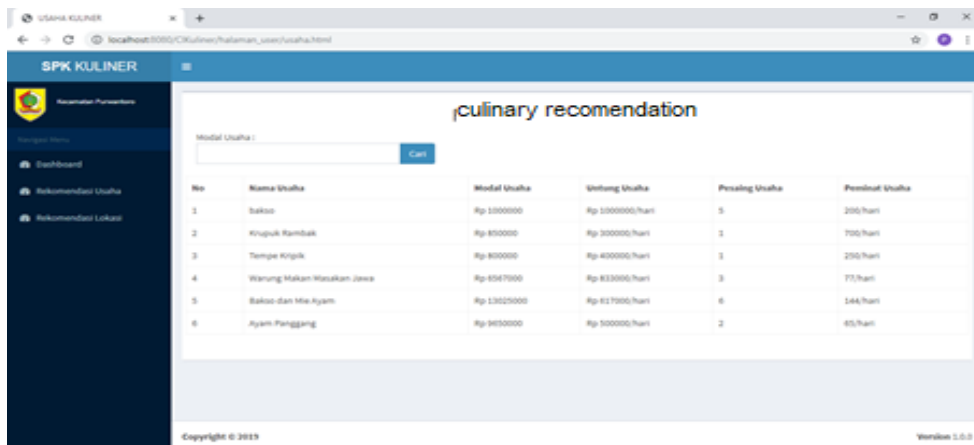 USAHA KULINER
localhost:8080/CIKuliner/halaman_user/usaha.html
SPK KULINER
Kecamatan Purwantoro
Navigasi Menu
Dashboard
Rekomendasi Usaha
Rekomendasi Lokasi
culinary recomendation
Modal Usaha :
Cari
No Nama Usaha Modal Usaha Untung Usaha Pesaing Usaha Peminat Usaha
1 bakso Rp 1000000 Rp 1000000/hari 5 200/hari
2 Krupuk Rambak Rp 850000 Rp 300000/hari 1 700/hari
3 Tempe Kripik Rp 800000 Rp 400000/hari 1 250/hari
4 Warung Makan Masakan Jawa Rp 6567000 Rp 833000/hari 3 77/hari
5 Bakso dan Mie Ayam Rp 13025000 Rp 617000/hari 6 144/hari
6 Ayam Panggang Rp 9650000 Rp 500000/hari 2 65/hari
Copyright © 2019 Version 1.0.0